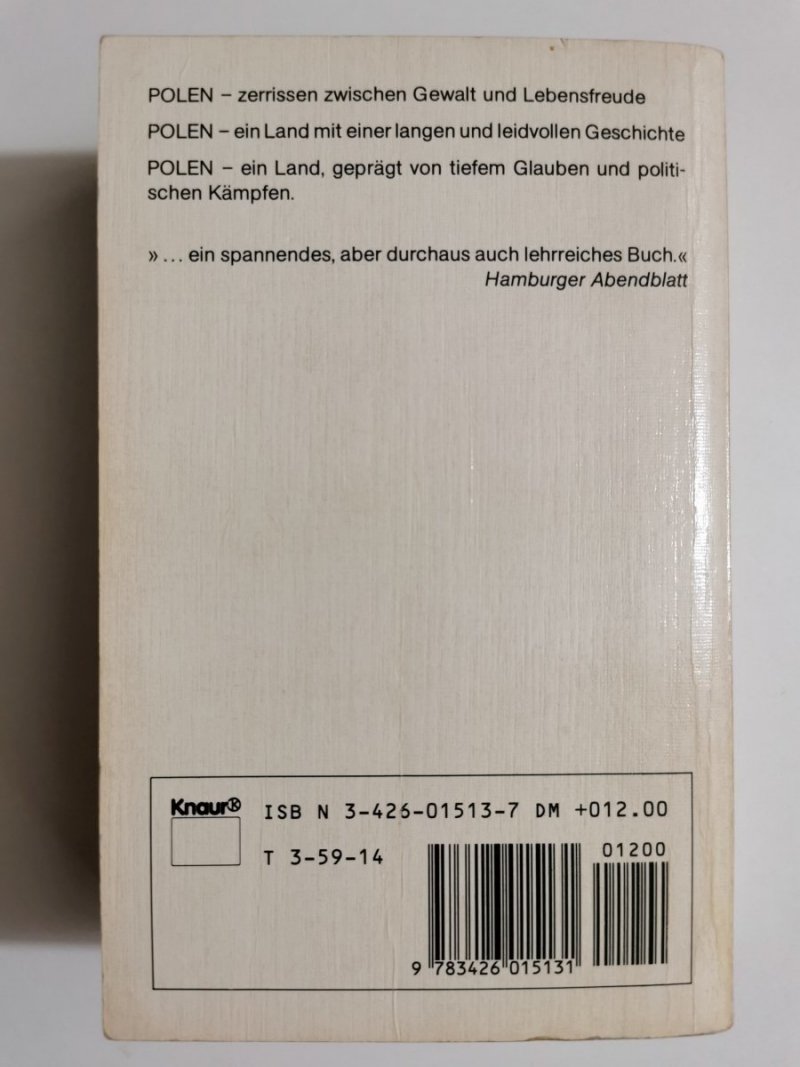 POLEN – zerrissen zwischen Gewalt und Lebensfreude
POLEN – ein Land mit einer langen und leidvollen Geschichte
POLEN – ein Land, geprägt von tiefem Glauben und politi-
schen Kämpfen.
»... ein spannendes, aber durchaus auch lehrreiches Buch.«
Hamburger Abendblatt
Knaur®
ISB N 3-426-01513-7 DM +012.00
T 3-59-14
01200
9 783426 015131